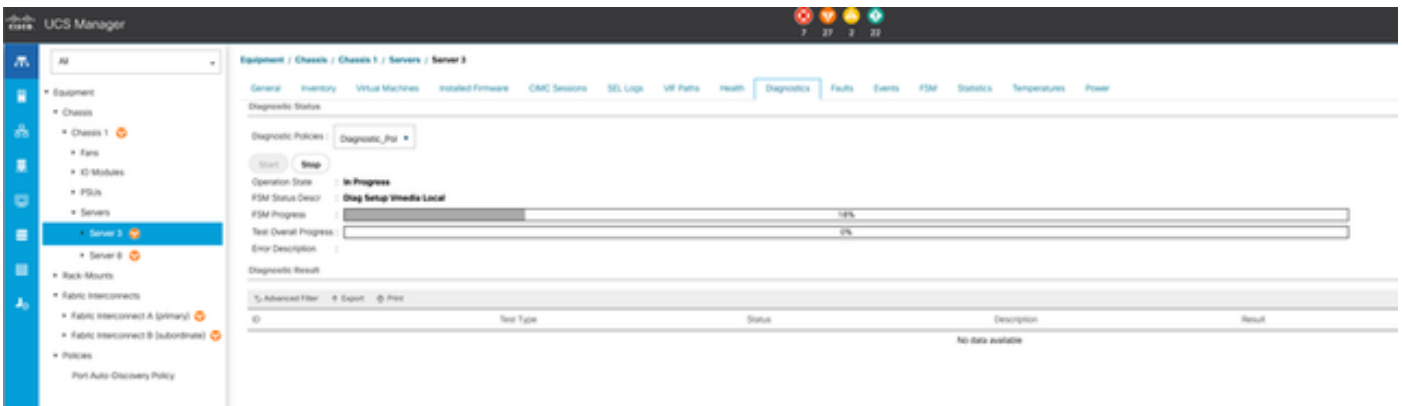 CISCO UCS Manager
7 27 2 22
All
Equipment / Chassis / Chassis 1 / Servers / Server 3
General Inventory Virtual Machines Installed Firmware CIMC Sessions SEL Logs VIF Paths Health Diagnostics Faults Events FSM Statistics Temperatures Power
Equipment
Chassis
Chassis 1
Fans
IO Modules
PSUs
Servers
Server 3
Server 8
Rack-Mounts
Fabric Interconnects
Fabric Interconnect A (primary)
Fabric Interconnect B (subordinate)
Policies
Port Auto-Discovery Policy
Diagnostic Status
Diagnostic Policies : Diagnostic_Pol
Start Stop
Operation State : In Progress
FSM Status Descr : Diag Setup Vmedia Local
FSM Progress : 18%
Test Overall Progress : 0%
Error Description :
Diagnostic Result
Advanced Filter Export Print
ID Test Type Status Description Result
No data available